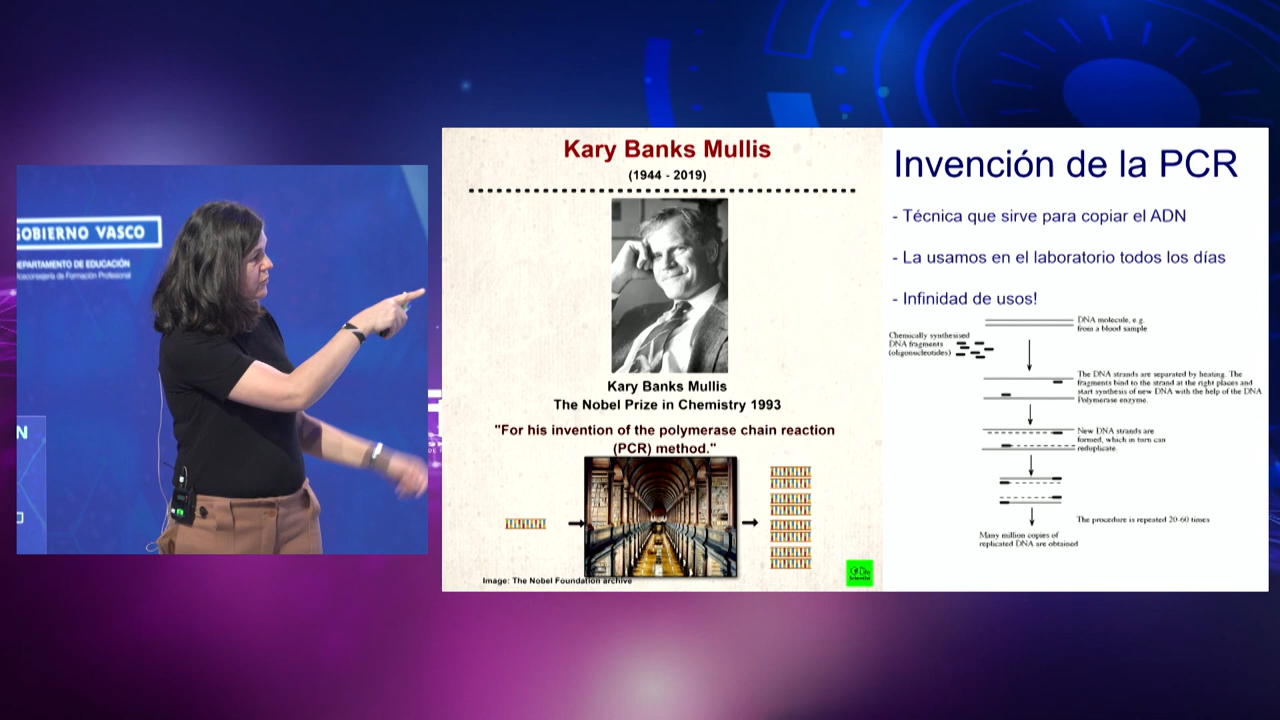 GOBIERNO VASCO
DEPARTAMENTO DE EDUCACIÓN
Viceconsejería de Formación Profesional
N
Kary Banks Mullis
(1944 - 2019)
Kary Banks Mullis
The Nobel Prize in Chemistry 1993
"For his invention of the polymerase chain reaction
(PCR) method."
Image: The Nobel Foundation archive
Invención de la PCR
- Técnica que sirve para copiar el ADN
- La usamos en el laboratorio todos los días
- Infinidad de usos!
DNA molecule, e.g.
from a blood sample
Chemically synthesised
DNA fragments
(oligonucleotides)
The DNA strands are separated by heating. The
fragments bind to the strand at the right places and
start synthesis of new DNA with the help of the DNA
Polymerase enzyme.
New DNA strands are
formed, which in turn can
reduplicate.
The procedure is repeated 20-60 times
Many million copies of
replicated DNA are obtained